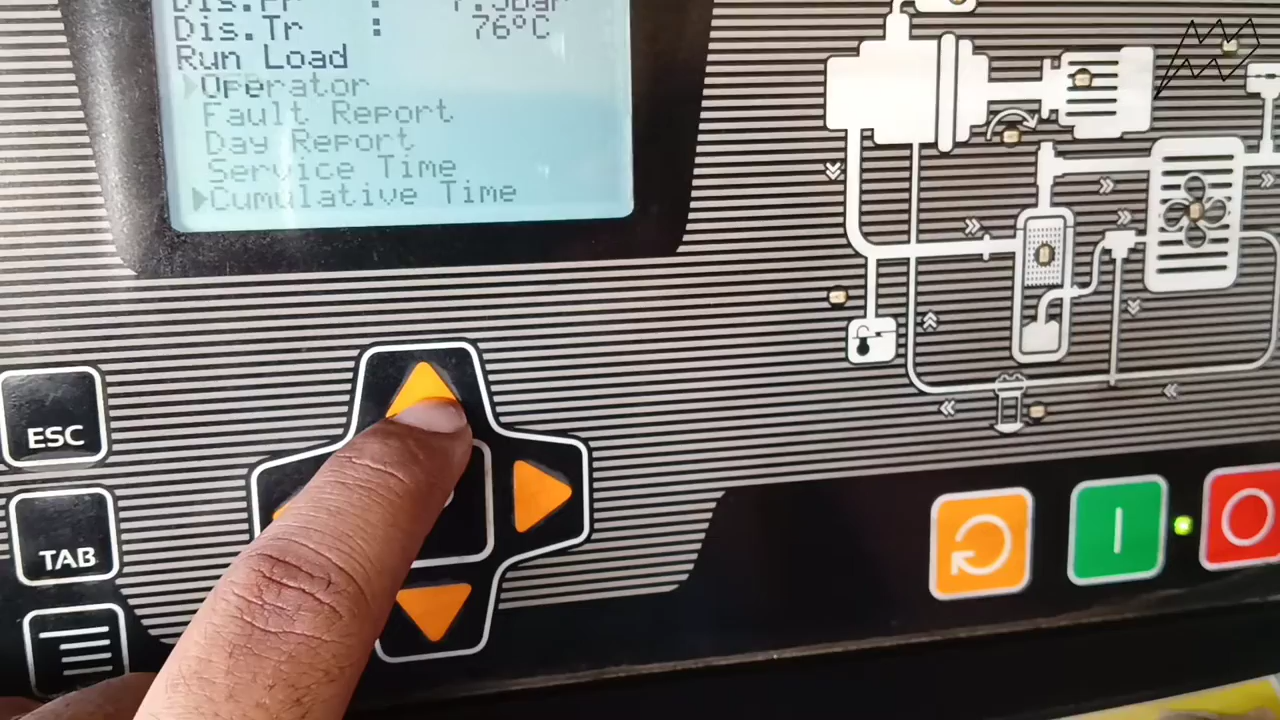 Dis.Pr : 7.5bar
Dis.Tr : 76°C
Run Load
Operator
Fault Report
Day Report
Service Time
Cumulative Time
ESC
TAB